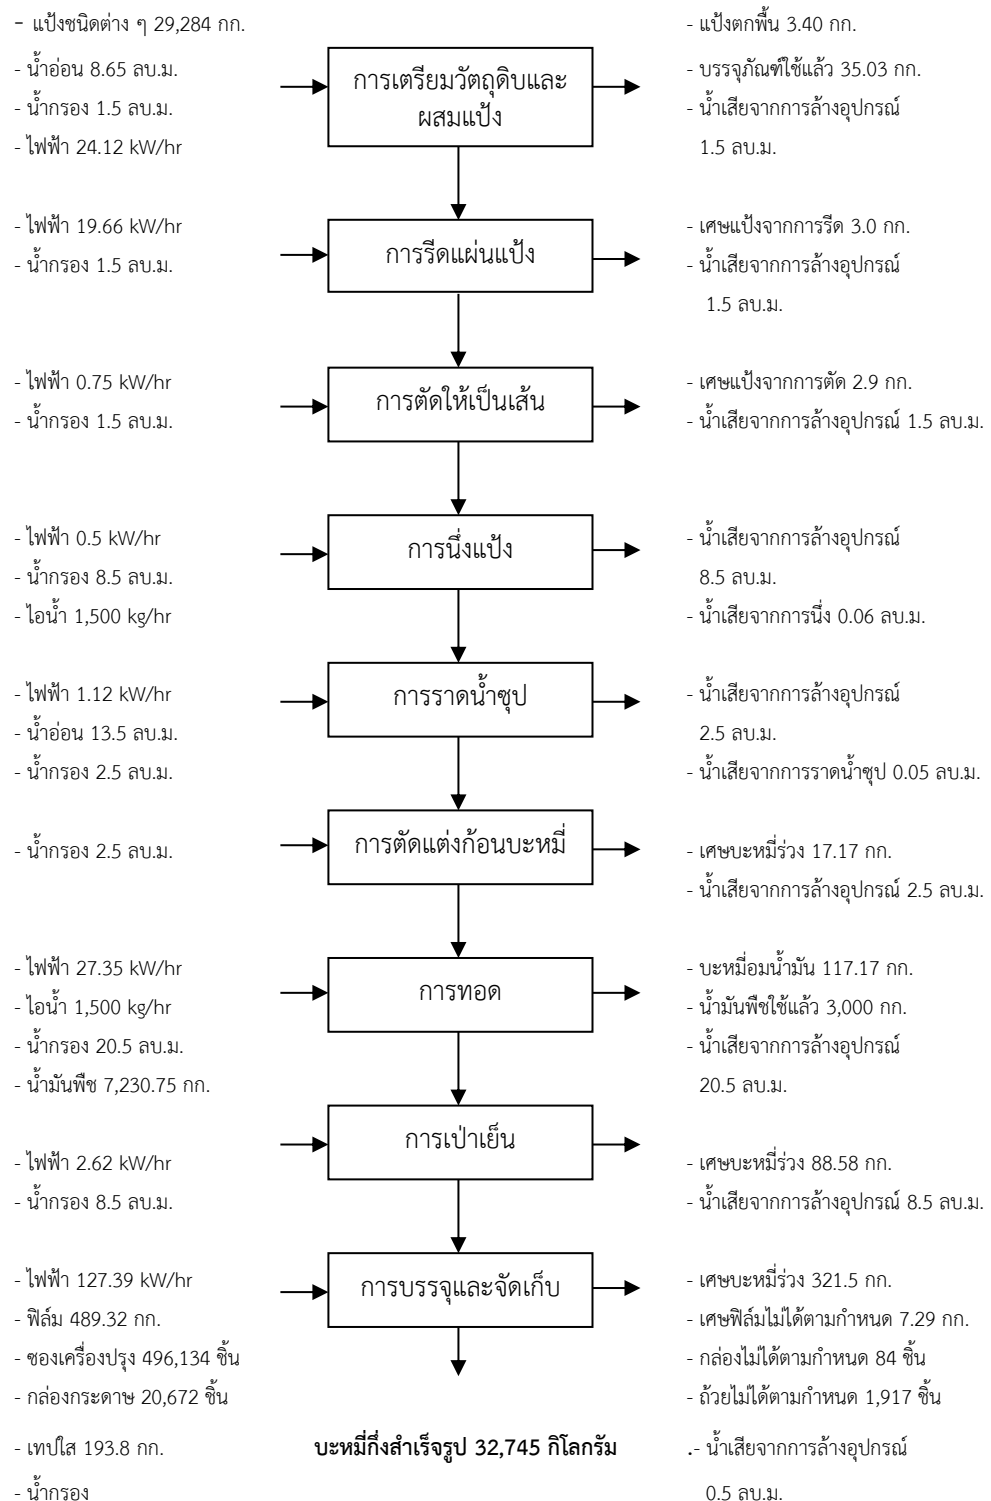 - แป้งชนิดต่าง ๆ 29,284 กก.
- น้ำอ่อน 8.65 ลบ.ม.
- น้ำกรอง 1.5 ลบ.ม.
- ไฟฟ้า 24.12 kW/hr
การเตรียมวัตถุดิบและ
ผสมแป้ง
- แป้งตกพื้น 3.40 กก.
- บรรจุภัณฑ์ใช้แล้ว 35.03 กก.
- น้ำเสียจากการล้างอุปกรณ์
1.5 ลบ.ม.
- ไฟฟ้า 19.66 kW/hr
- น้ำกรอง 1.5 ลบ.ม.
การรีดแผ่นแป้ง
- เศษแป้งจากการรีด 3.0 กก.
- น้ำเสียจากการล้างอุปกรณ์
1.5 ลบ.ม.
- ไฟฟ้า 0.75 kW/hr
- น้ำกรอง 1.5 ลบ.ม.
การตัดให้เป็นเส้น
- เศษแป้งจากการตัด 2.9 กก.
- น้ำเสียจากการล้างอุปกรณ์ 1.5 ลบ.ม.
- ไฟฟ้า 0.5 kW/hr
- น้ำกรอง 8.5 ลบ.ม.
- ไอน้ำ 1,500 kg/hr
การนึ่งแป้ง
- น้ำเสียจากการล้างอุปกรณ์
8.5 ลบ.ม.
- น้ำเสียจากการนึ่ง 0.06 ลบ.ม.
- ไฟฟ้า 1.12 kW/hr
- น้ำอ่อน 13.5 ลบ.ม.
- น้ำกรอง 2.5 ลบ.ม.
การราดน้ำซุป
- น้ำเสียจากการล้างอุปกรณ์
2.5 ลบ.ม.
- น้ำเสียจากการราดน้ำซุป 0.05 ลบ.ม.
- น้ำกรอง 2.5 ลบ.ม.
การตัดแต่งก้อนบะหมี่
- เศษบะหมี่ร่วง 17.17 กก.
- น้ำเสียจากการล้างอุปกรณ์ 2.5 ลบ.ม.
- ไฟฟ้า 27.35 kW/hr
- ไอน้ำ 1,500 kg/hr
- น้ำกรอง 20.5 ลบ.ม.
- น้ำมันพืช 7,230.75 กก.
การทอด
- บะหมี่อมน้ำมัน 117.17 กก.
- น้ำมันพืชใช้แล้ว 3,000 กก.
- น้ำเสียจากการล้างอุปกรณ์
20.5 ลบ.ม.
- ไฟฟ้า 2.62 kW/hr
- น้ำกรอง 8.5 ลบ.ม.
การเป่าเย็น
- เศษบะหมี่ร่วง 88.58 กก.
- น้ำเสียจากการล้างอุปกรณ์ 8.5 ลบ.ม.
- ไฟฟ้า 127.39 kW/hr
- ฟิล์ม 489.32 กก.
- ซองเครื่องปรุง 496,134 ชิ้น
- กล่องกระดาษ 20,672 ชิ้น
- เทปใส 193.8 กก.
- น้ำกรอง
การบรรจุและจัดเก็บ
- เศษบะหมี่ร่วง 321.5 กก.
- เศษฟิล์มไม่ได้ตามกำหนด 7.29 กก.
- กล่องไม่ได้ตามกำหนด 84 ชิ้น
- ถ้วยไม่ได้ตามกำหนด 1,917 ชิ้น
.- น้ำเสียจากการล้างอุปกรณ์
0.5 ลบ.ม.
บะหมี่กึ่งสำเร็จรูป 32,745 กิโลกรัม